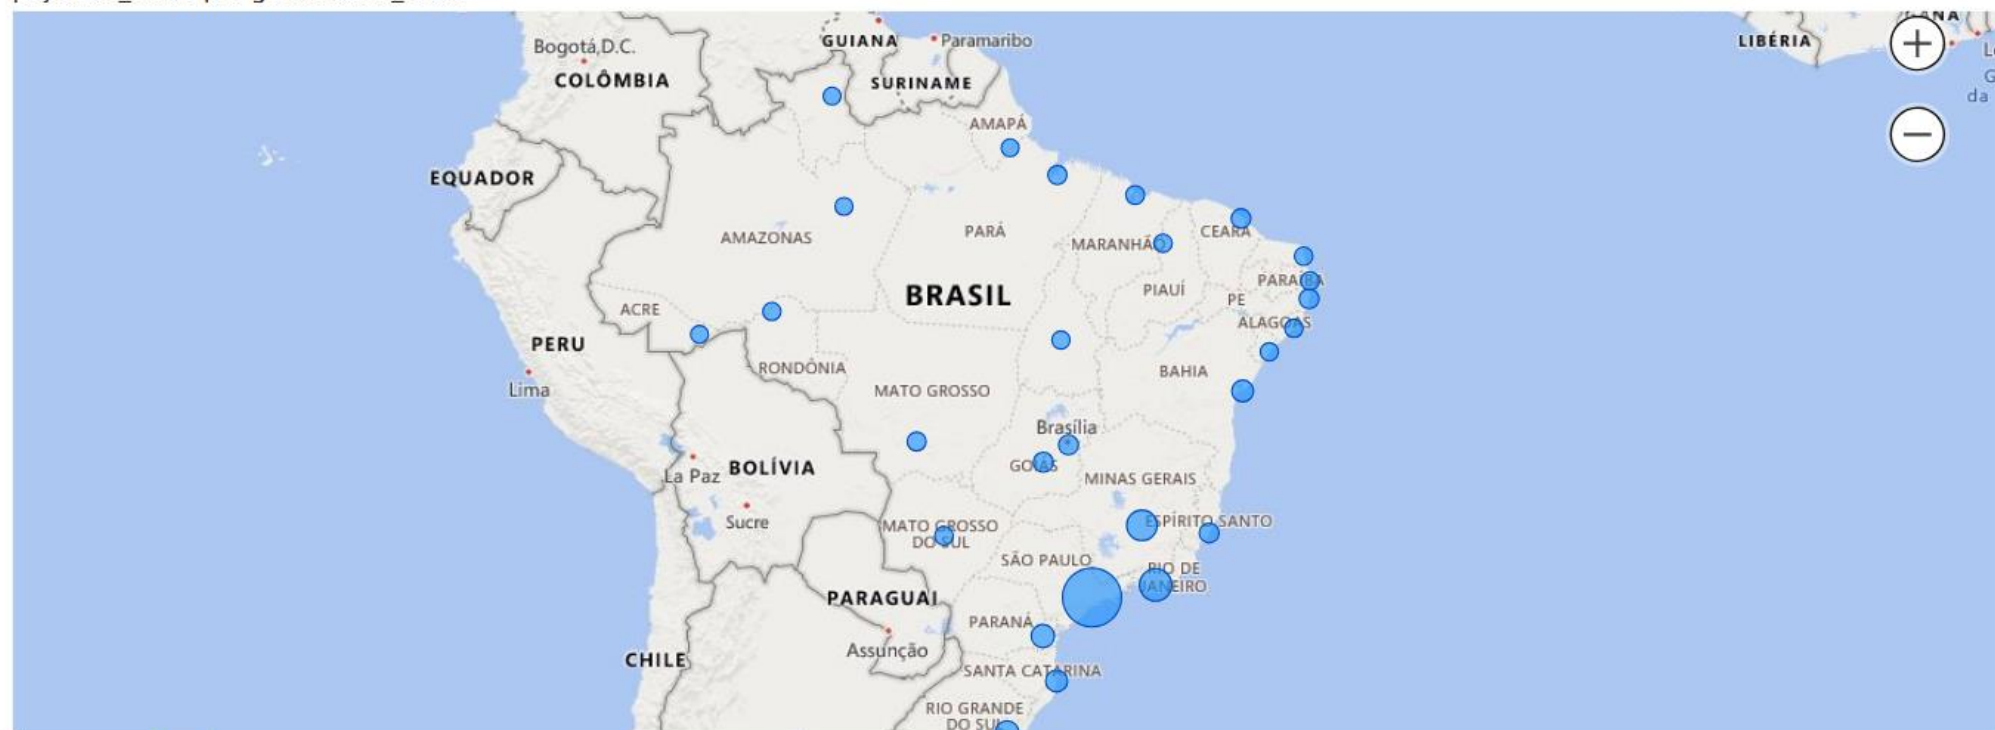 Bogotá,D.C.
COLÔMBIA
GUIANA
Paramaribo
SURINAME
LIBÉRIA
+
AMAPÁ
−
EQUADOR
AMAZONAS
PARÁ
MARANHÃO
CEARÁ
BRASIL
PIAUÍ
PARAÍBA
PE
ACRE
ALAGOAS
PERU
RONDÔNIA
BAHIA
Lima
MATO GROSSO
Brasília
La Paz
BOLÍVIA
GOIÁS
MINAS GERAIS
Sucre
MATO GROSSO
DO SUL
ESPÍRITO SANTO
SÃO PAULO
RIO DE
JANEIRO
PARAGUAI
PARANÁ
Assunção
CHILE
SANTA CATARINA
RIO GRANDE
DO SUL
da